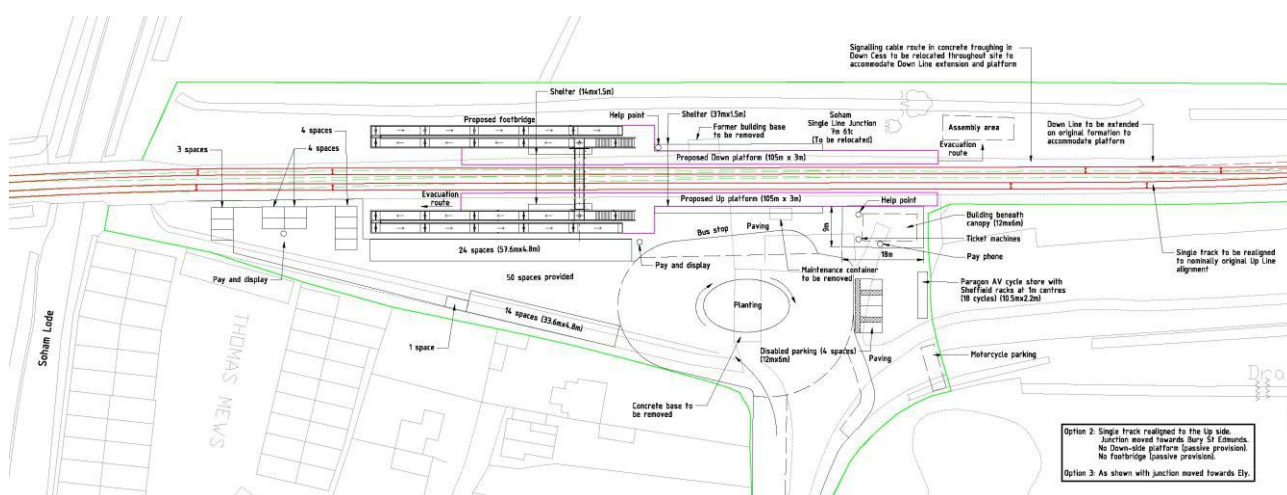 Signalling cable route in concrete troughing in
Down Cess to be relocated throughout site to
accommodate Down Line extension and platform
Shelter (14mx1.5m)
Help point
Shelter (37mx1.5m)
Former building base
to be removed
Soham
Single Line Junction
7m 61c
(To be relocated)
Assembly area
Evacuation
route
Down Line to be extended
on original formation to
accommodate platform
Proposed footbridge
4 spaces
3 spaces
4 spaces
Proposed Down platform (105m x 3m)
Evacuation
route
Proposed Up platform (105m x 3m)
Help point
Building beneath
canopy (12mx6m)
Ticket machines
Pay phone
9m
18m
Single track to be realigned
to nominally original Up Line
alignment
Bus stop
Paving
24 spaces (57.6mx4.8m)
Pay and display
Pay and display
50 spaces provided
Maintenance container
to be removed
Paragon AV cycle store with
Sheffield racks at 1m centres
(18 cycles) (10.5mx2.2m)
Planting
14 spaces (33.6mx4.8m)
1 space
Disabled parking (4 spaces)
(12mx6m)
Paving
Motorcycle parking
Concrete base to
be removed
Soham Lode
THOMAS MEWS
Dra
Option 2: Single track realigned to the Up side.
Junction moved towards Bury St Edmunds.
No Down-side platform (passive provision).
No footbridge (passive provision).
Option 3: As shown with junction moved towards Ely.